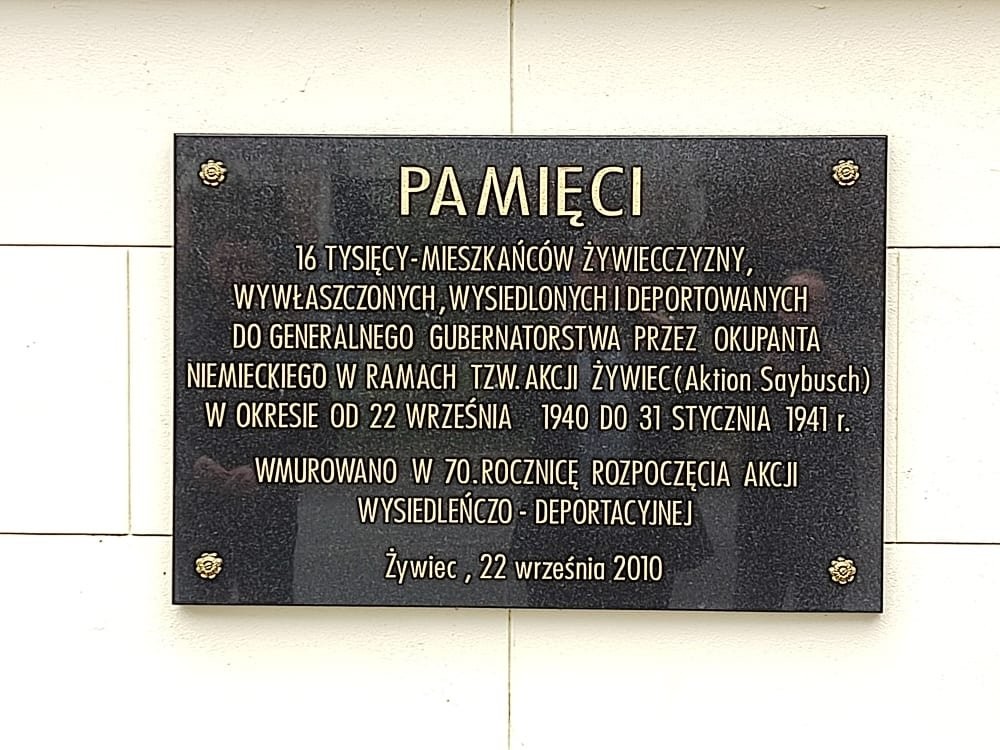 PAMIĘCI
16 TYSIĘCY-MIESZKAŃCÓW ŻYWIECCZYZNY,
WYWŁASZCZONYCH, WYSIEDLONYCH I DEPORTOWANYCH
DO GENERALNEGO GUBERNATORSTWA PRZEZ OKUPANTA
NIEMIECKIEGO W RAMACH TZW. AKCJI ŻYWIEC (Aktion Saybusch)
W OKRESIE OD 22 WRZEŚNIA 1940 DO 31 STYCZNIA 1941 r.
WMUROWANO W 70. ROCZNICĘ ROZPOCZĘCIA AKCJI
WYSIEDLEŃCZO - DEPORTACYJNEJ
Żywiec , 22 września 2010